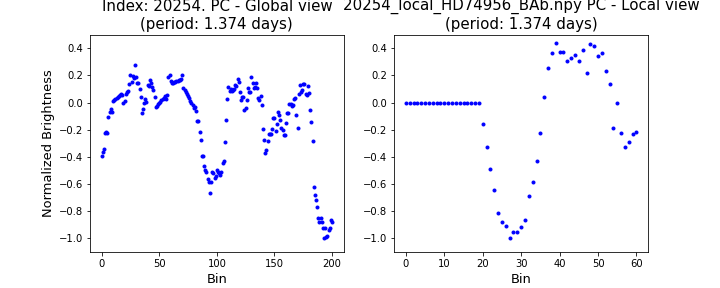 Index: 20254. PC - Global view
(period: 1.374 days)
20254_local_HD74956_BAb.npy PC - Local view
(period: 1.374 days)
Normalized Brightness
0.4
0.2
0.0
−0.2
−0.4
−0.6
−0.8
−1.0
0 50 100 150 200
Bin
0.4
0.2
0.0
−0.2
−0.4
−0.6
−0.8
−1.0
0 10 20 30 40 50 60
Bin